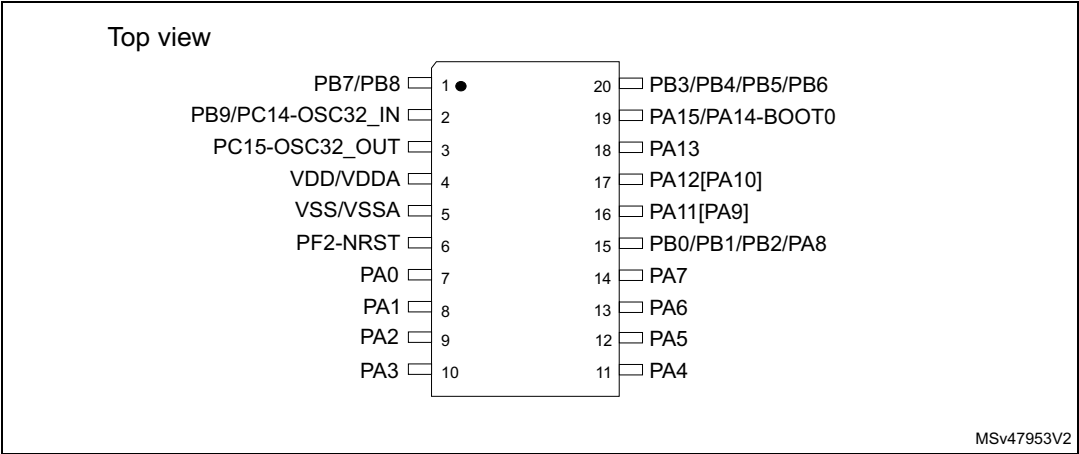 Top view
PB7/PB8 1 20 PB3/PB4/PB5/PB6
PB9/PC14-OSC32_IN 2 19 PA15/PA14-BOOT0
PC15-OSC32_OUT 3 18 PA13
VDD/VDDA 4 17 PA12[PA10]
VSS/VSSA 5 16 PA11[PA9]
PF2-NRST 6 15 PB0/PB1/PB2/PA8
PA0 7 14 PA7
PA1 8 13 PA6
PA2 9 12 PA5
PA3 10 11 PA4
MSv47953V2